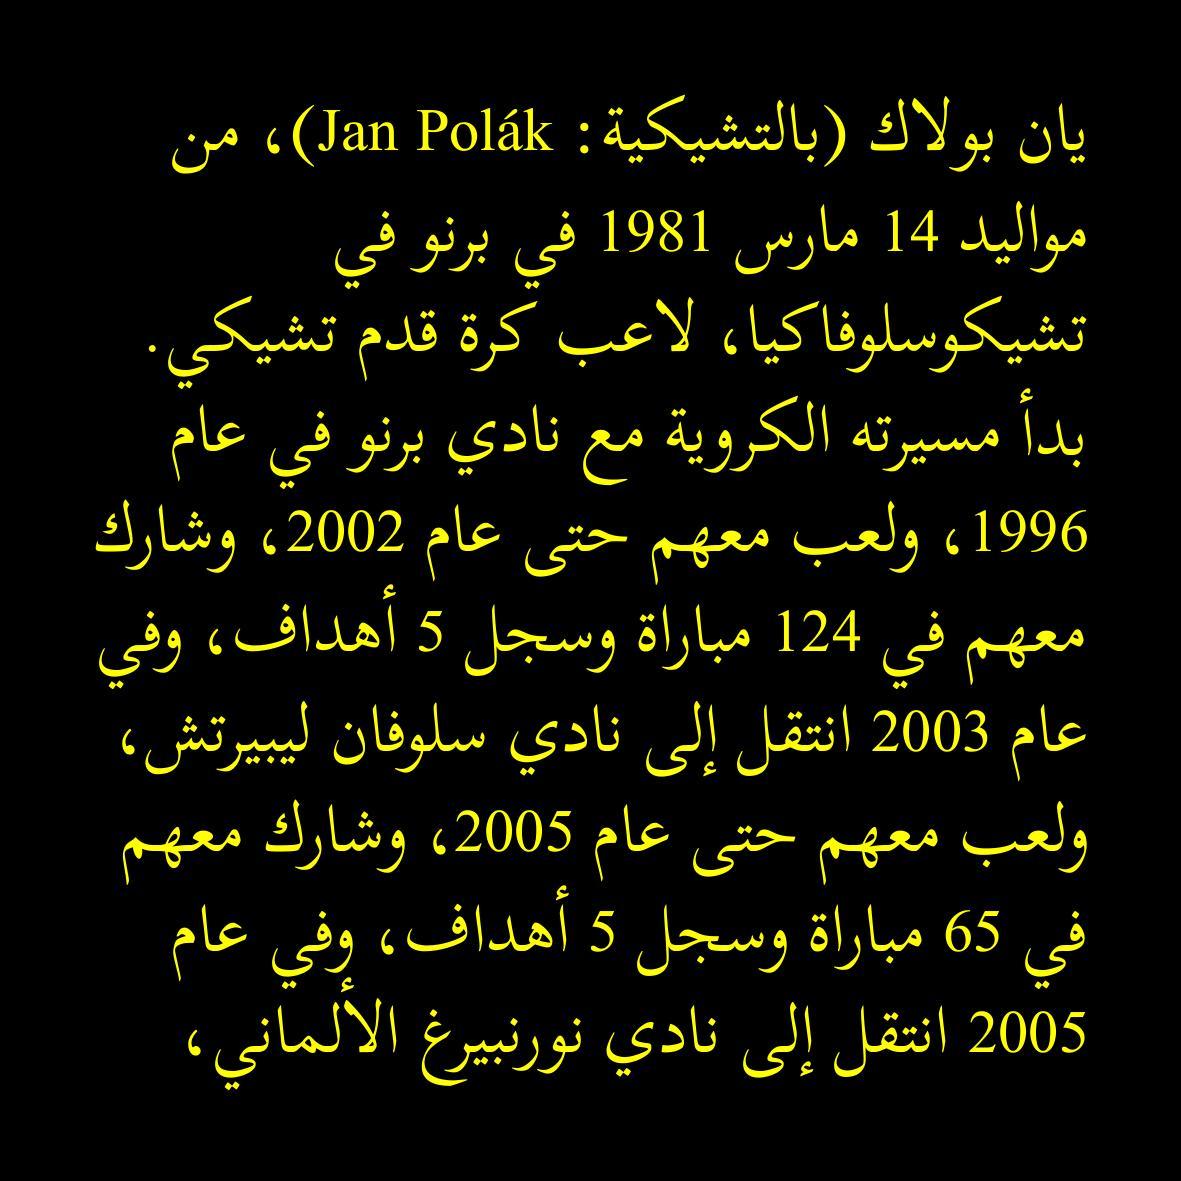 يان بولاك (بالتشيكية: Jan Polák)، من
مواليد 14 مارس 1981 في برنو في
تشيكوسلوفاكيا، لاعب كرة قدم تشيكي.
بدأ مسيرته الكروية مع نادي برنو في عام
1996، ولعب معهم حتى عام 2002، وشارك
معهم في 124 مباراة وسجل 5 أهداف، وفي
عام 2003 انتقل إلى نادي سلوفان ليبيرتش،
ولعب معهم حتى عام 2005، وشارك معهم
في 65 مباراة وسجل 5 أهداف، وفي عام
2005 انتقل إلى نادي نورنبيرغ الألماني،